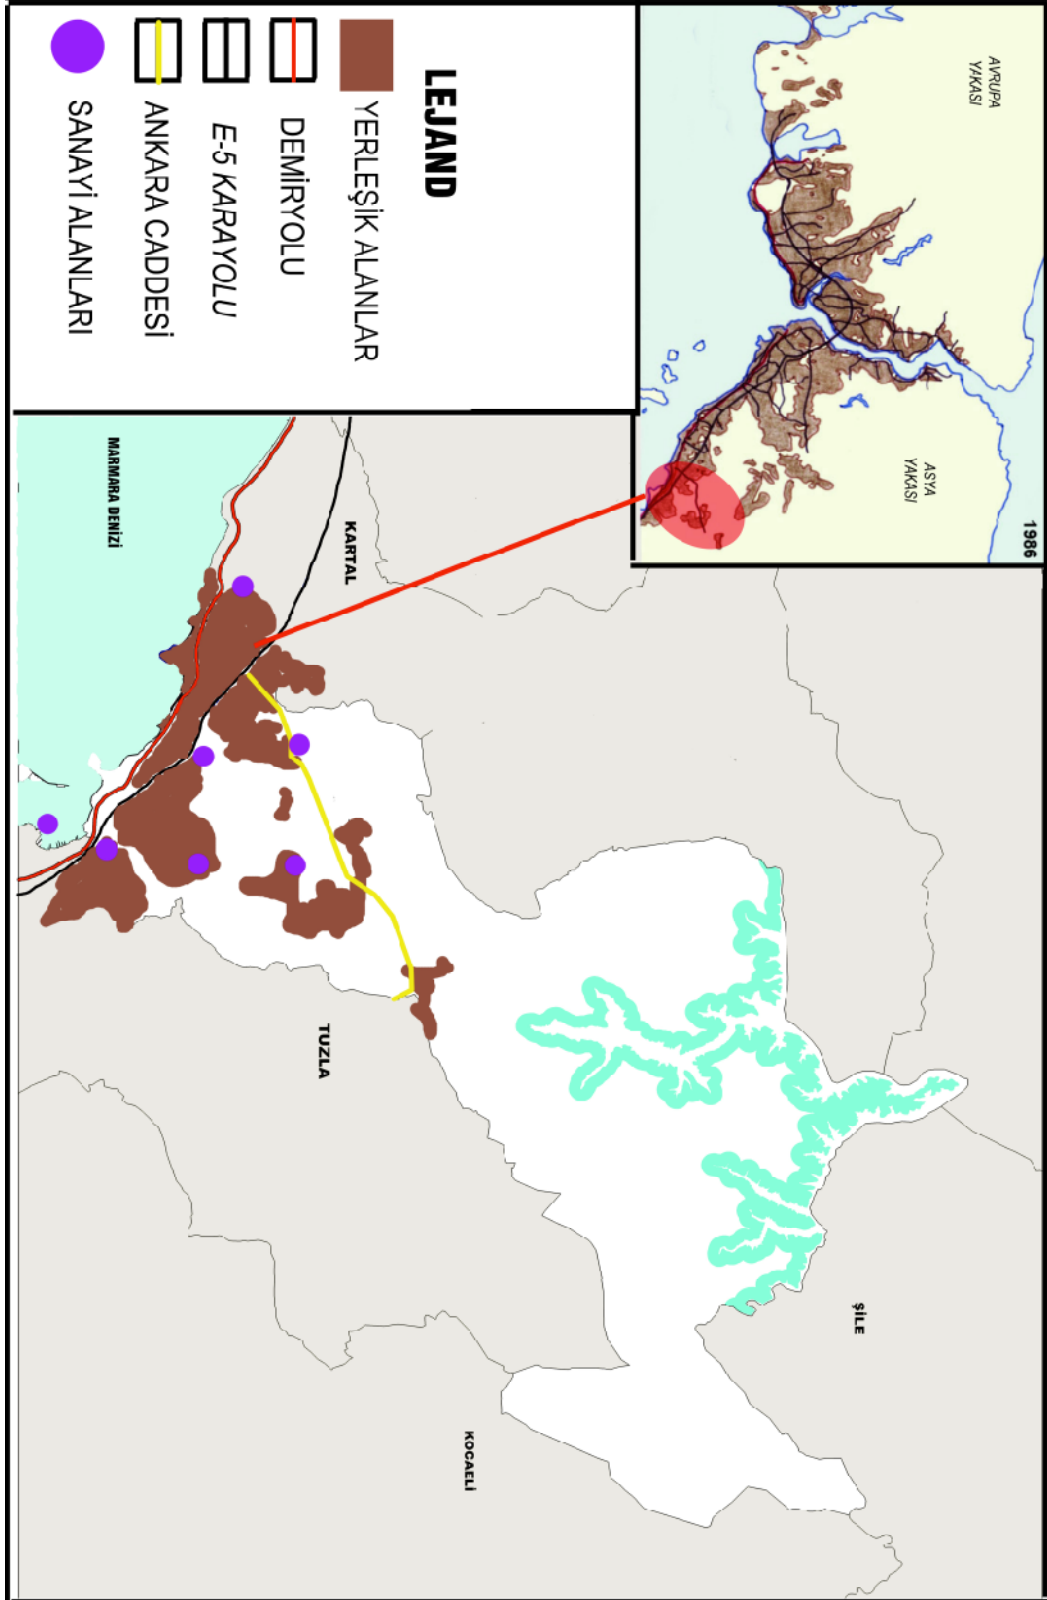 LEJAND
YERLEŞİK ALANLAR
DEMİRYOLU
E-5 KARAYOLU
ANKARA CADDESİ
SANAYİ ALANLARI
1986
AVRUPA
YAKASI
ASYA
YAKASI
ŞİLE
KARTAL
KOCAELİ
TUZLA
MARMARA DENİZİ